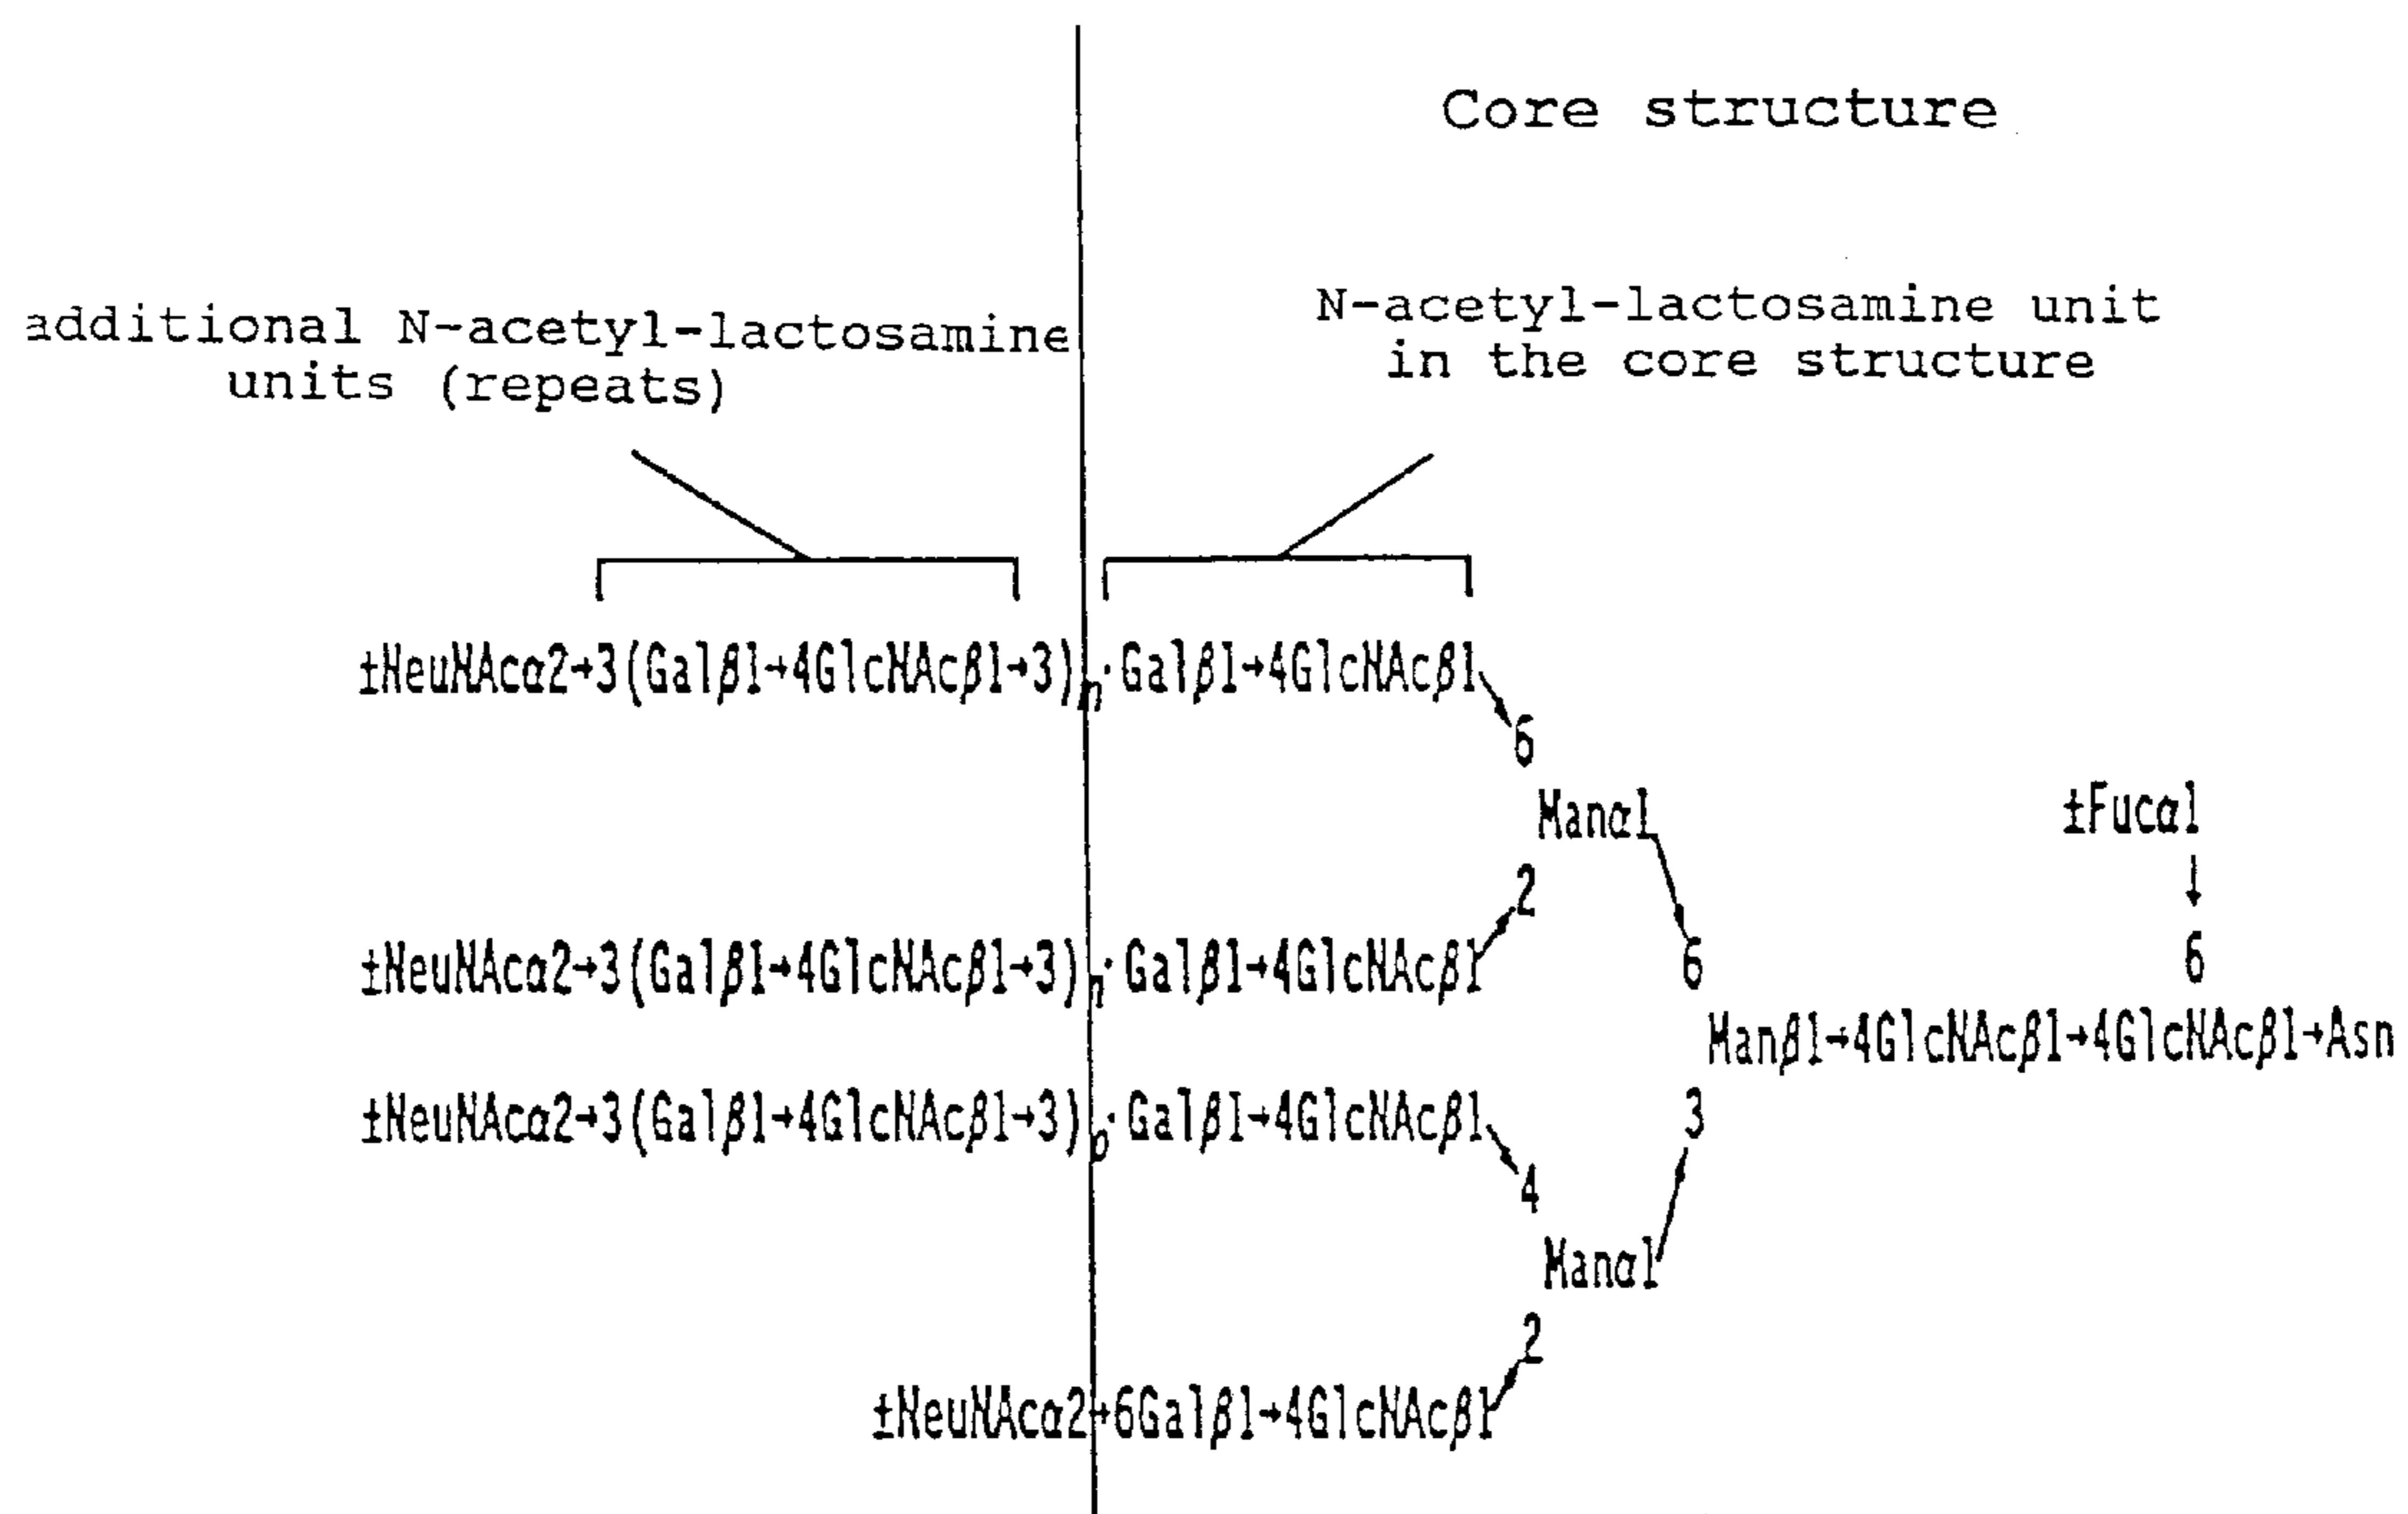 Core structure
additional N-acetyl-lactosamine
units (repeats)
N-acetyl-lactosamine unit
in the core structure
±NeuNAcα2→3(Galβ1→4GlcNAcβ1→3)n·Galβ1→4GlcNAcβ1
6
Manα1
±Fucα1
2
±NeuNAcα2→3(Galβ1→4GlcNAcβ1→3)n·Galβ1→4GlcNAcβ1
6
6
Manβ1→4GlcNAcβ1→4GlcNAcβ1→Asn
±NeuNAcα2→3(Galβ1→4GlcNAcβ1→3)·Galβ1→4GlcNAcβ1
3
4
Manα1
2
±NeuNAcα2→6Galβ1→4GlcNAcβ1